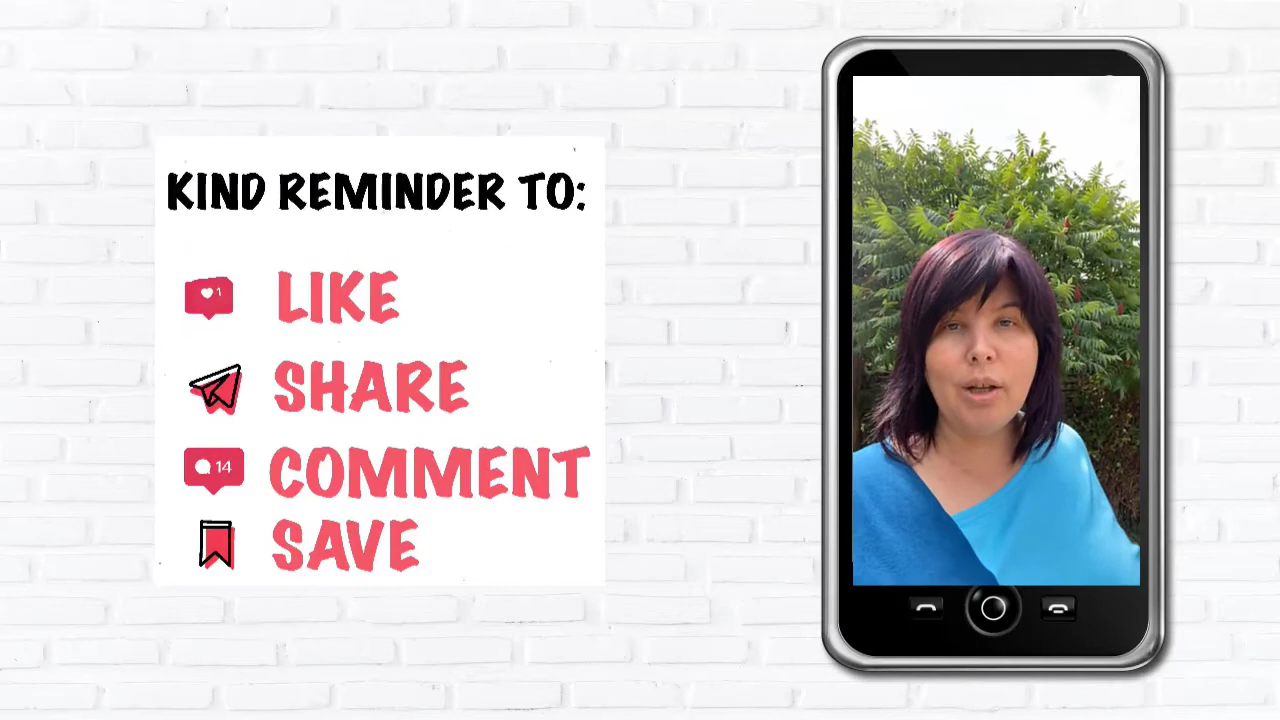 KIND REMINDER TO:
1 LIKE
SHARE
14 COMMENT
SAVE